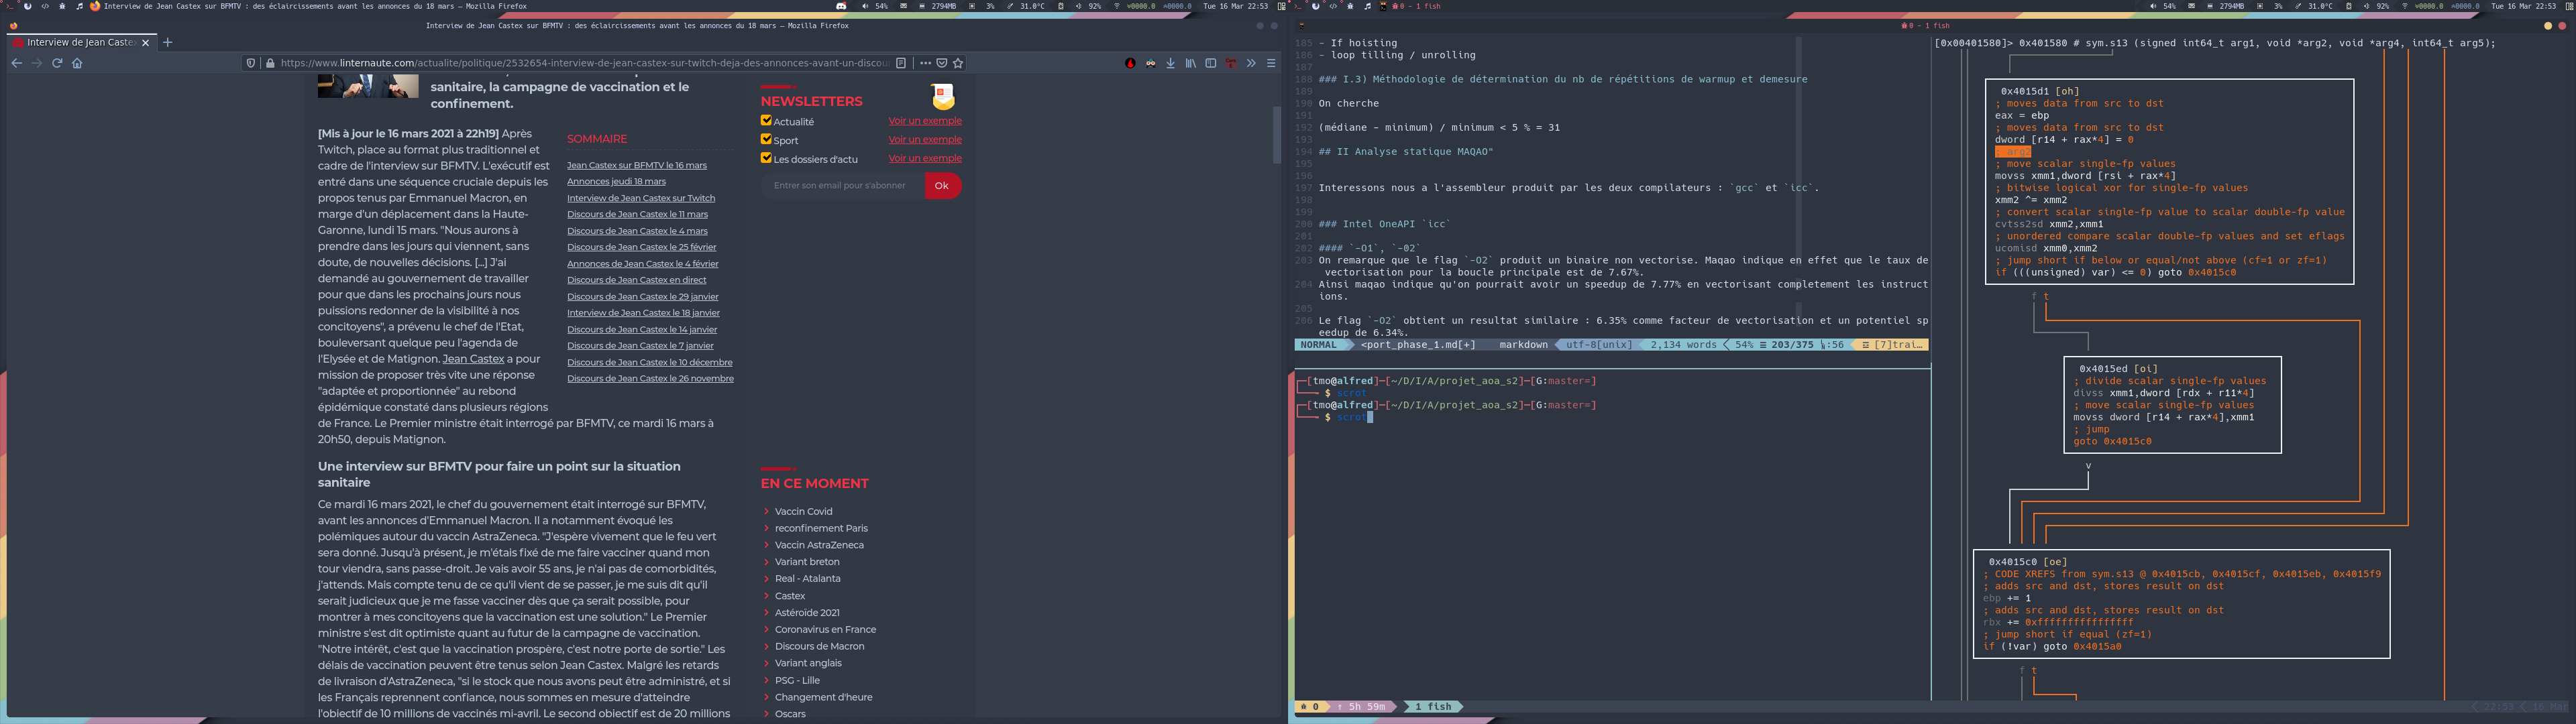 Interview de Jean Castex sur BFMTV : des éclaircissements avant les annonces du 18 mars — Mozilla Firefox
54% 2794MB 3% 31.0°C 92% 0000.0 0000.0 Tue 16 Mar 22:53
Interview de Jean Castex sur BFMTV : des éclaircissements avant les annonces du 18 mars — Mozilla Firefox
Interview de Jean Castex
https://www.linternaute.com/actualite/politique/2532654-interview-de-jean-castex-sur-twitch-deja-des-annonces-avant-un-discou
sanitaire, la campagne de vaccination et le
confinement.
[Mis à jour le 16 mars 2021 à 22h19] Après
Twitch, place au format plus traditionnel et
cadre de l'interview sur BFMTV. L'exécutif est
entré dans une séquence cruciale depuis les
propos tenus par Emmanuel Macron, en
marge d'un déplacement dans la Haute-
Garonne, lundi 15 mars. "Nous aurons à
prendre dans les jours qui viennent, sans
doute, de nouvelles décisions. [...] J'ai
demandé au gouvernement de travailler
pour que dans les prochains jours nous
puissions redonner de la visibilité à nos
concitoyens", a prévenu le chef de l'Etat,
bouleversant quelque peu l'agenda de
l'Elysée et de Matignon. Jean Castex a pour
mission de proposer très vite une réponse
"adaptée et proportionnée" au rebond
épidémique constaté dans plusieurs régions
de France. Le Premier ministre était interrogé par BFMTV, ce mardi 16 mars à
20h50, depuis Matignon.
SOMMAIRE
Jean Castex sur BFMTV le 16 mars
Annonces jeudi 18 mars
Interview de Jean Castex sur Twitch
Discours de Jean Castex le 11 mars
Discours de Jean Castex le 4 mars
Discours de Jean Castex le 25 février
Annonces de Jean Castex le 4 février
Discours de Jean Castex en direct
Discours de Jean Castex le 29 janvier
Interview de Jean Castex le 18 janvier
Discours de Jean Castex le 14 janvier
Discours de Jean Castex le 7 janvier
Discours de Jean Castex le 10 décembre
Discours de Jean Castex le 26 novembre
Une interview sur BFMTV pour faire un point sur la situation
sanitaire
Ce mardi 16 mars 2021, le chef du gouvernement était interrogé sur BFMTV,
avant les annonces d'Emmanuel Macron. Il a notamment évoqué les
polémiques autour du vaccin AstraZeneca. "J'espère vivement que le feu vert
sera donné. Jusqu'à présent, je m'étais fixé de me faire vacciner quand mon
tour viendra, sans passe-droit. Je vais avoir 55 ans, je n'ai pas de comorbidités,
j'attends. Mais compte tenu de ce qu'il vient de se passer, je me suis dit qu'il
serait judicieux que je me fasse vacciner dès que ça serait possible, pour
montrer à mes concitoyens que la vaccination est une solution." Le Premier
ministre s'est dit optimiste quant au futur de la campagne de vaccination.
"Notre intérêt, c'est que la vaccination prospère, c'est notre porte de sortie." Les
délais de vaccination peuvent être tenus selon Jean Castex. Malgré les retards
de livraison d'AstraZeneca, "si le stock que nous avons peut être administré, et si
les Français reprennent confiance, nous sommes en mesure d'atteindre
l'objectif de 10 millions de vaccinés mi-avril. Le second objectif est de 20 millions
NEWSLETTERS
Actualité Voir un exemple
Sport Voir un exemple
Les dossiers d'actu Voir un exemple
Entrer son email pour s'abonner Ok
EN CE MOMENT
Vaccin Covid
reconfinement Paris
Vaccin AstraZeneca
Variant breton
Real - Atalanta
Castex
Astéroïde 2021
Coronavirus en France
Discours de Macron
Variant anglais
PSG - Lille
Changement d'heure
Oscars
0 - 1 fish
54% 2794MB 3% 31.0°C 92% 0000.0 0000.0 Tue 16 Mar 22:53
0 - 1 fish
185 - If hoisting
186 - loop tilling / unrolling
187
188 ### I.3) Méthodologie de détermination du nb de répétitions de warmup et demesure
189
190 On cherche
191
192 (médiane - minimum) / minimum < 5 % = 31
193
194 ## II Analyse statique MAQAO"
195
196
197 Interessons nous a l'assembleur produit par les deux compilateurs : `gcc` et `icc`.
198
199
200 ### Intel OneAPI `icc`
201
202 #### `-O1`, `-O2`
203 On remarque que le flag `-O2` produit un binaire non vectorise. Maqao indique en effet que le taux de
vectorisation pour la boucle principale est de 7.67%.
204 Ainsi maqao indique qu'on pourrait avoir un speedup de 7.77% en vectorisant completement les instruct
ions.
205
206 Le flag `-O2` obtient un resultat similaire : 6.35% comme facteur de vectorisation et un potentiel sp
eedup de 6.34%.
NORMAL <port_phase_1.md[+] markdown utf-8[unix] 2,134 words 54% ☰ 203/375 :56 ☲ [7]trai…
┌─[tmo@alfred]─[~/D/I/A/projet_aoa_s2]─[G:master=]
$ scrot
┌─[tmo@alfred]─[~/D/I/A/projet_aoa_s2]─[G:master=]
$ scrot
[0x00401580]> 0x401580 # sym.s13 (signed int64_t arg1, void *arg2, void *arg4, int64_t arg5);
0x4015d1 [oh]
; moves data from src to dst
eax = ebp
; moves data from src to dst
dword [r14 + rax*4] = 0
; arg2
; move scalar single-fp values
movss xmm1,dword [rsi + rax*4]
; bitwise logical xor for single-fp values
xmm2 ^= xmm2
; convert scalar single-fp value to scalar double-fp value
cvtss2sd xmm2,xmm1
; unordered compare scalar double-fp values and set eflags
ucomisd xmm0,xmm2
; jump short if below or equal/not above (cf=1 or zf=1)
if (((unsigned) var) <= 0) goto 0x4015c0
f t
0x4015ed [oi]
; divide scalar single-fp values
divss xmm1,dword [rdx + r11*4]
; move scalar single-fp values
movss dword [r14 + rax*4],xmm1
; jump
goto 0x4015c0
v
0x4015c0 [oe]
; CODE XREFS from sym.s13 @ 0x4015cb, 0x4015cf, 0x4015eb, 0x4015f9
; adds src and dst, stores result on dst
ebp += 1
; adds src and dst, stores result on dst
rbx += 0xffffffffffffffff
; jump short if equal (zf=1)
if (!var) goto 0x4015a0
f t
0 ↑ 5h 59m 1 fish
22:53 16 Mar